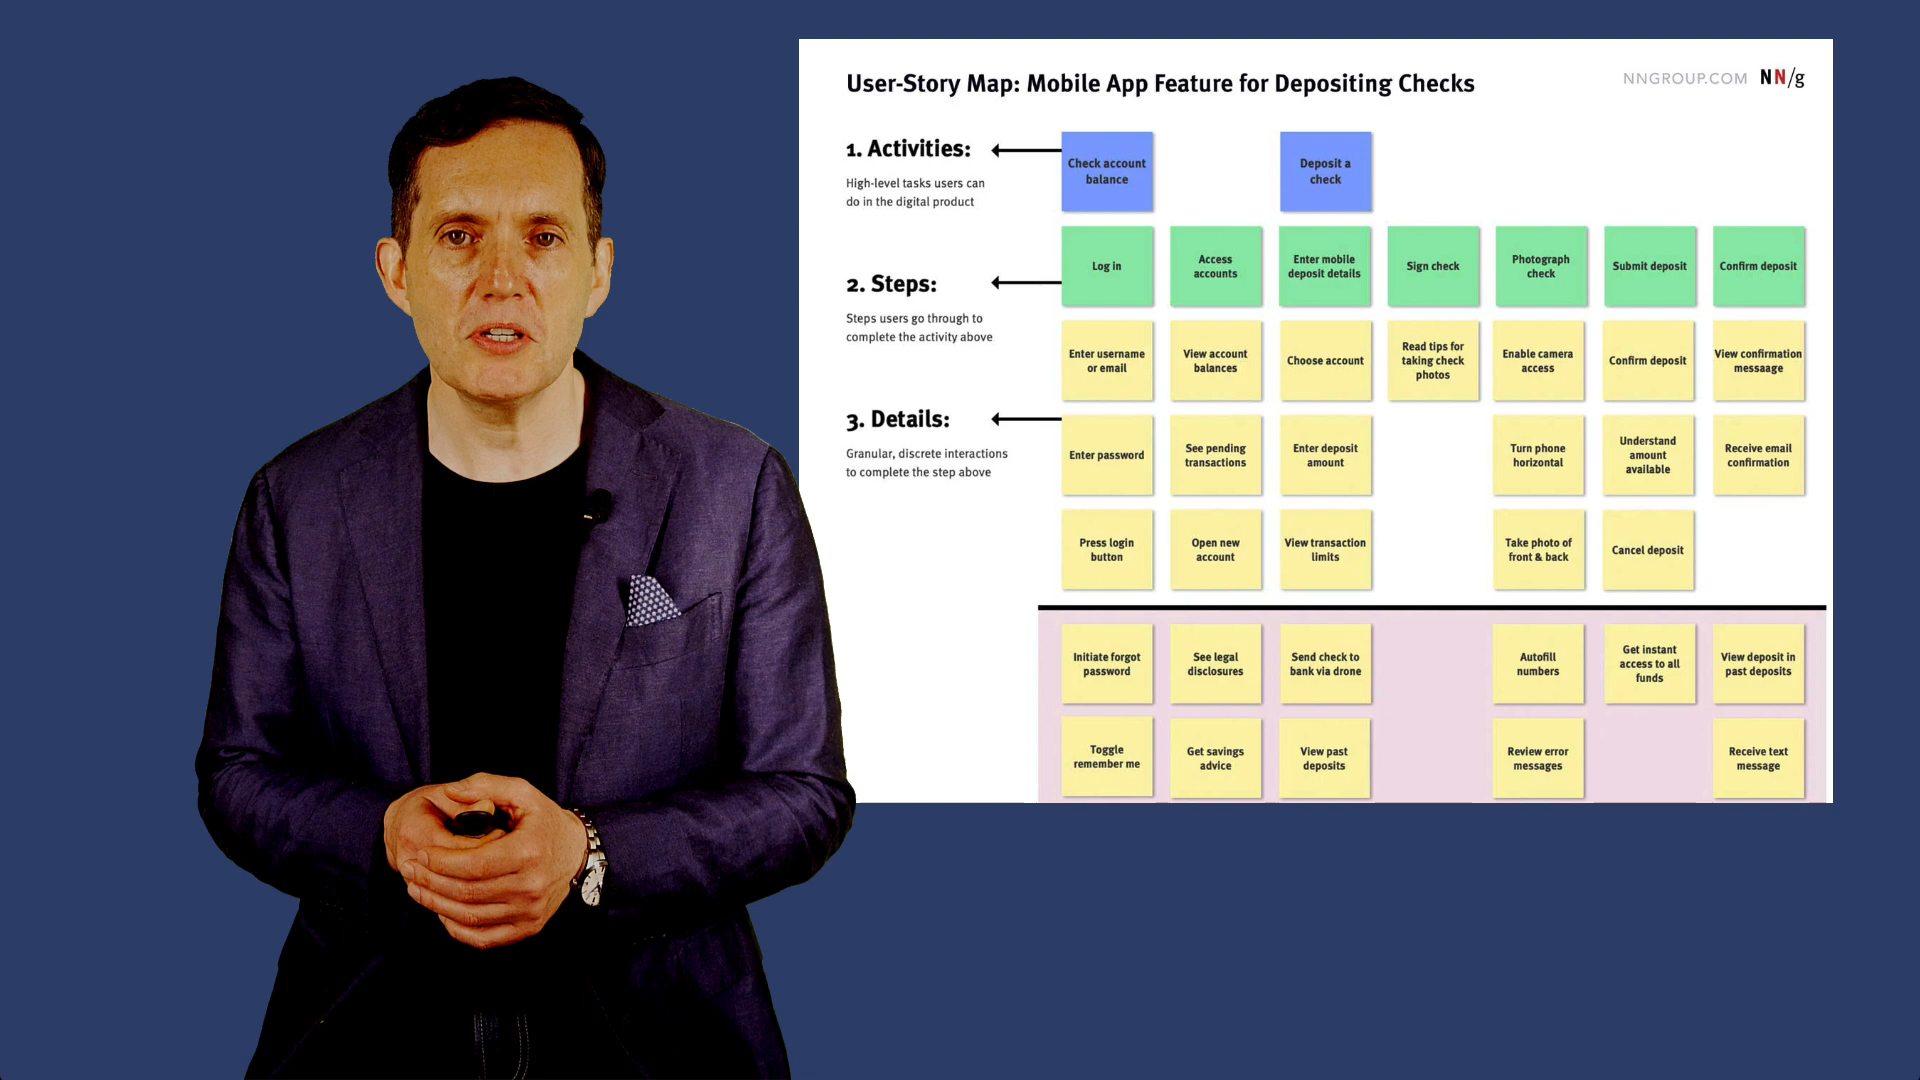 User-Story Map: Mobile App Feature for Depositing Checks
NNGROUP.COM NN/g
1. Activities:
High-level tasks users can
do in the digital product
Check account
balance
Deposit a
check
2. Steps:
Steps users go through to
complete the activity above
Log in
Access
accounts
Enter mobile
deposit details
Sign check
Photograph
check
Submit deposit
Confirm deposit
3. Details:
Granular, discrete interactions
to complete the step above
Enter username
or email
View account
balances
Choose account
Read tips for
taking check
photos
Enable camera
access
Confirm deposit
View confirmation
messaage
Enter password
See pending
transactions
Enter deposit
amount
Turn phone
horizontal
Understand
amount
available
Receive email
confirmation
Press login
button
Open new
account
View transaction
limits
Take photo of
front & back
Cancel deposit
Initiate forgot
password
See legal
disclosures
Send check to
bank via drone
Autofill
numbers
Get instant
access to all
funds
View deposit in
past deposits
Toggle
remember me
Get savings
advice
View past
deposits
Review error
messages
Receive text
message